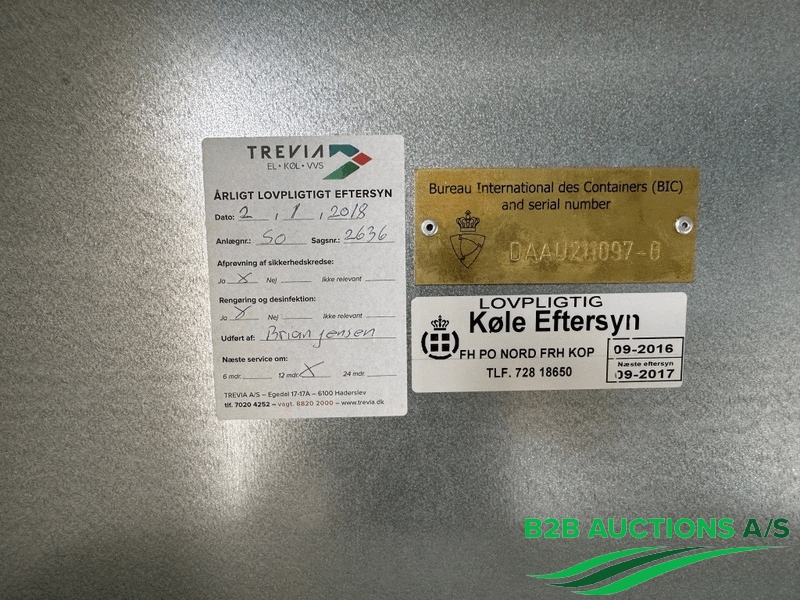 TREVIA
EL • KØL • VVS
ÅRLIGT LOVPLIGTIGT EFTERSYN
Dato: 2, 1, 2018
Anlægnr.: 50 Sagsnr.: 2636
Afprøvning af sikkerhedskredse:
Ja X Nej Ikke relevant
Rengøring og desinfektion:
Ja X Nej Ikke relevant
Udført af: Brian Jensen
Næste service om:
6 mdr. 12 mdr. X 24 mdr.
TREVIA A/S – Egedal 17-17A – 6100 Haderslev
tlf. 7020 4252 – vagt. 8820 2000 – www.trevia.dk
Bureau International des Containers (BIC)
and serial number
DAAU211097-0
LOVPLIGTIG
Køle Eftersyn
FH PO NORD FRH KOP
TLF. 728 18650
09-2016
Næste eftersyn
09-2017
B2B AUCTIONS A/S